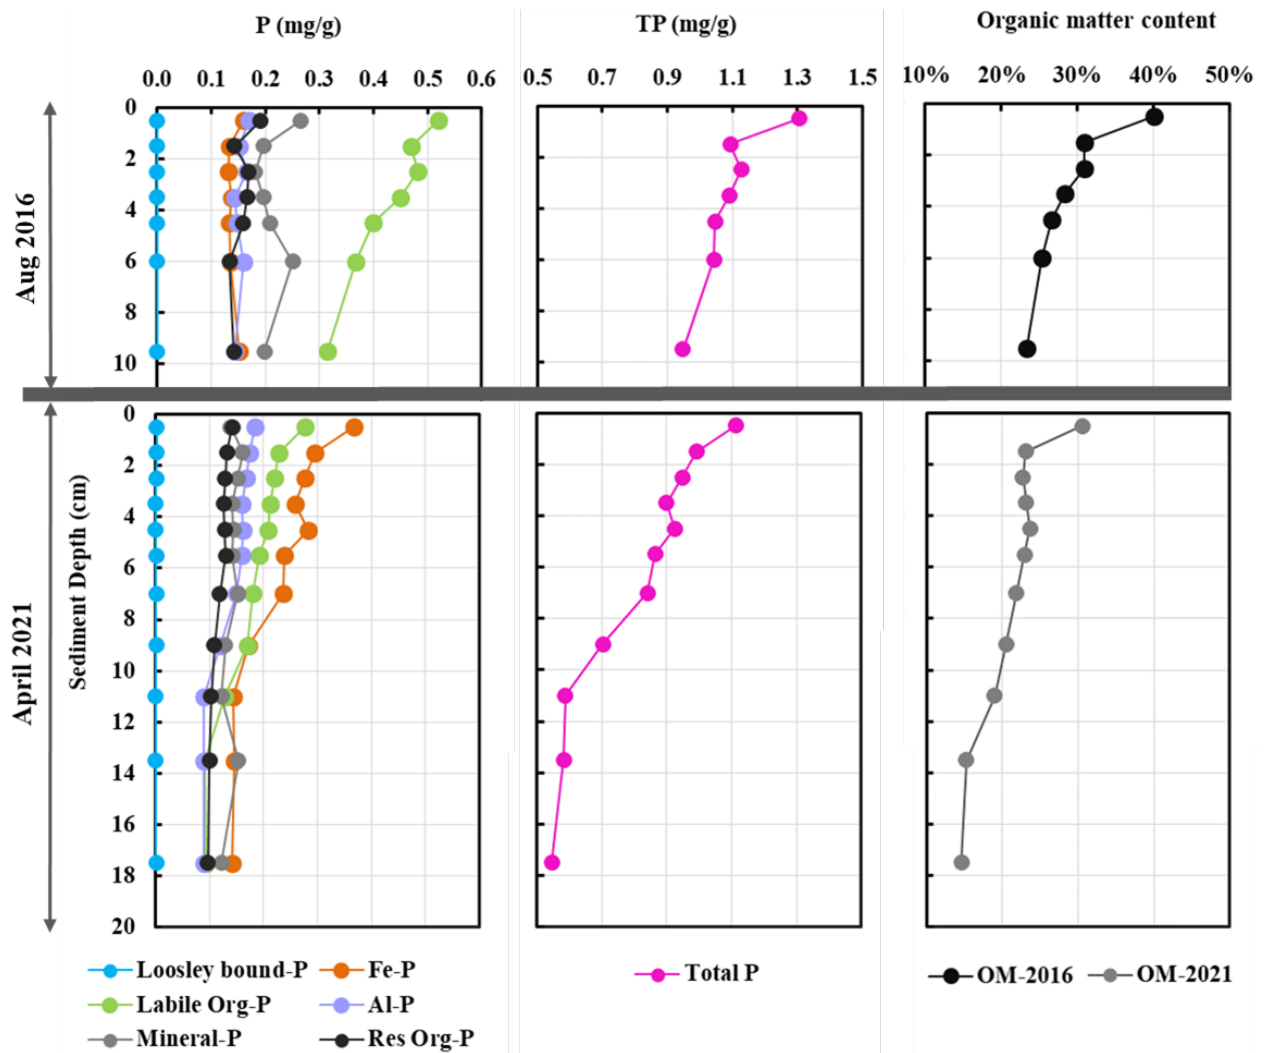 P (mg/g) TP (mg/g) Organic matter content
0.0 0.1 0.2 0.3 0.4 0.5 0.6 0.5 0.7 0.9 1.1 1.3 1.5 10% 20% 30% 40% 50%
Aug 2016
0
2
4
6
8
10
April 2021
Sediment Depth (cm)
0
2
4
6
8
10
12
14
16
18
20
Loosley bound-P Fe-P
Labile Org-P Al-P
Mineral-P Res Org-P
Total P
OM-2016 OM-2021